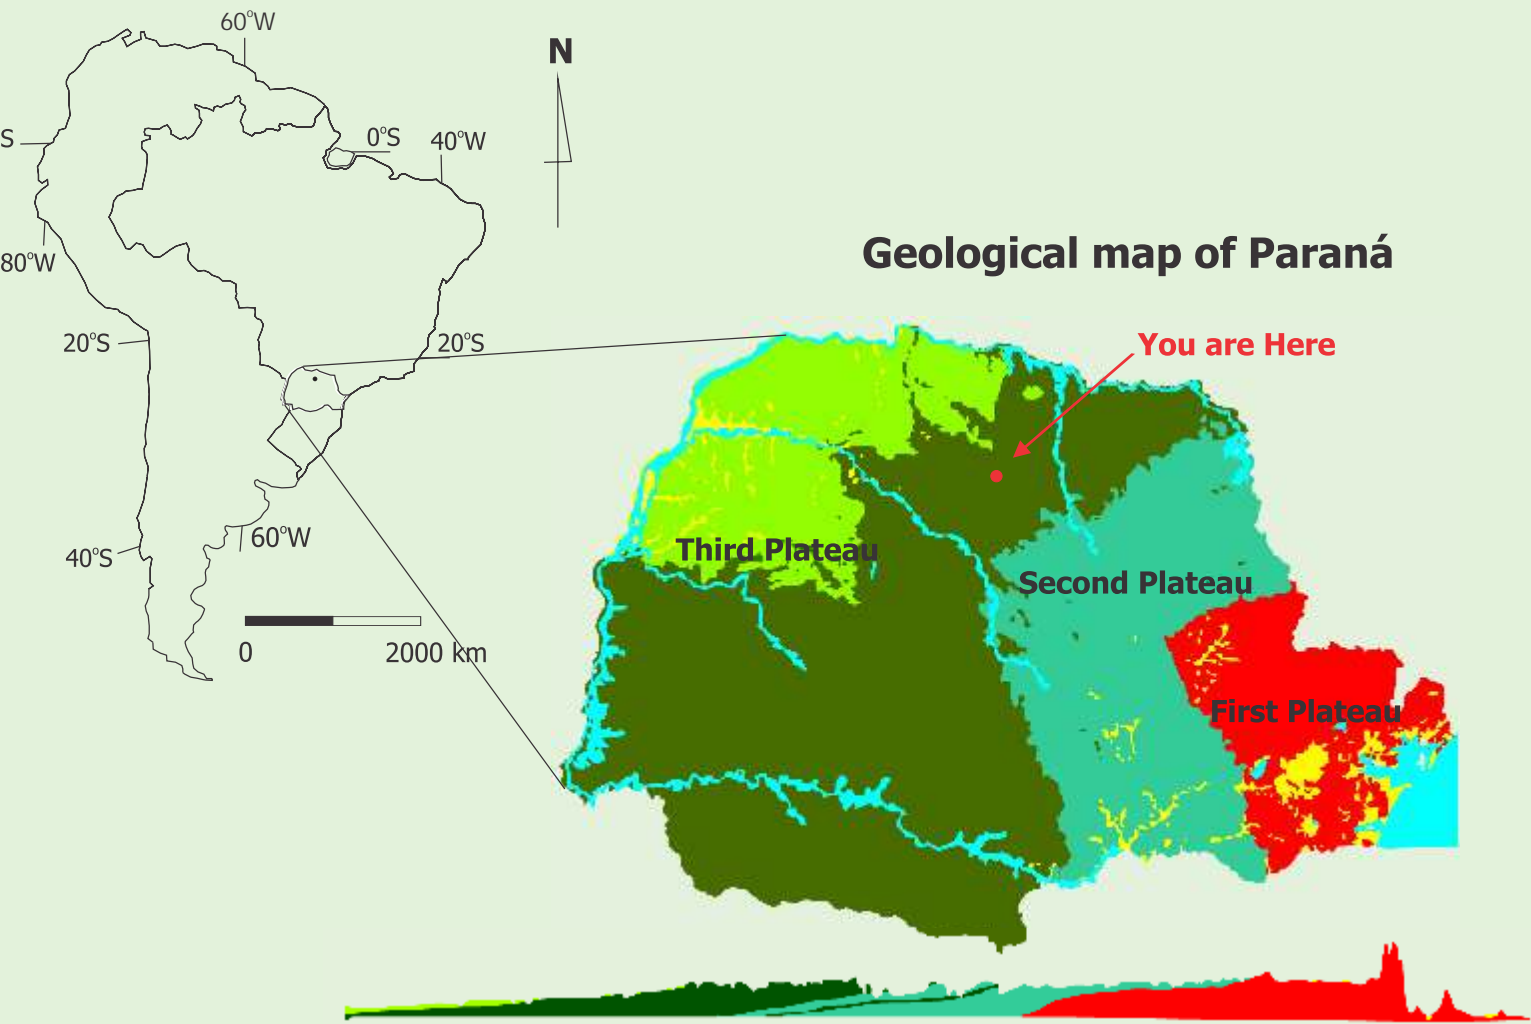 60°W
N
S
0°S
40°W
Geological map of Paraná
80°W
20°S
20°S
You are Here
60°W
Third Plateau
40°S
Second Plateau
0
2000 km
First Plateau